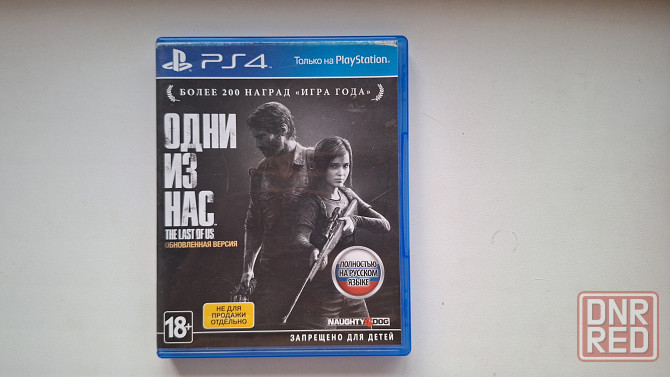 PS4
Только на PlayStation.
БОЛЕЕ 200 НАГРАД «ИГРА ГОДА»
ОДНИ
ИЗ
НАС
THE LAST OF US
ОБНОВЛЕННАЯ ВЕРСИЯ
ПОЛНОСТЬЮ
НА РУССКОМ
ЯЗЫКЕ
НЕ ДЛЯ
ПРОДАЖИ
ОТДЕЛЬНО
18+
NAUGHTY DOG
ЗАПРЕЩЕНО ДЛЯ ДЕТЕЙ
DNR
RED